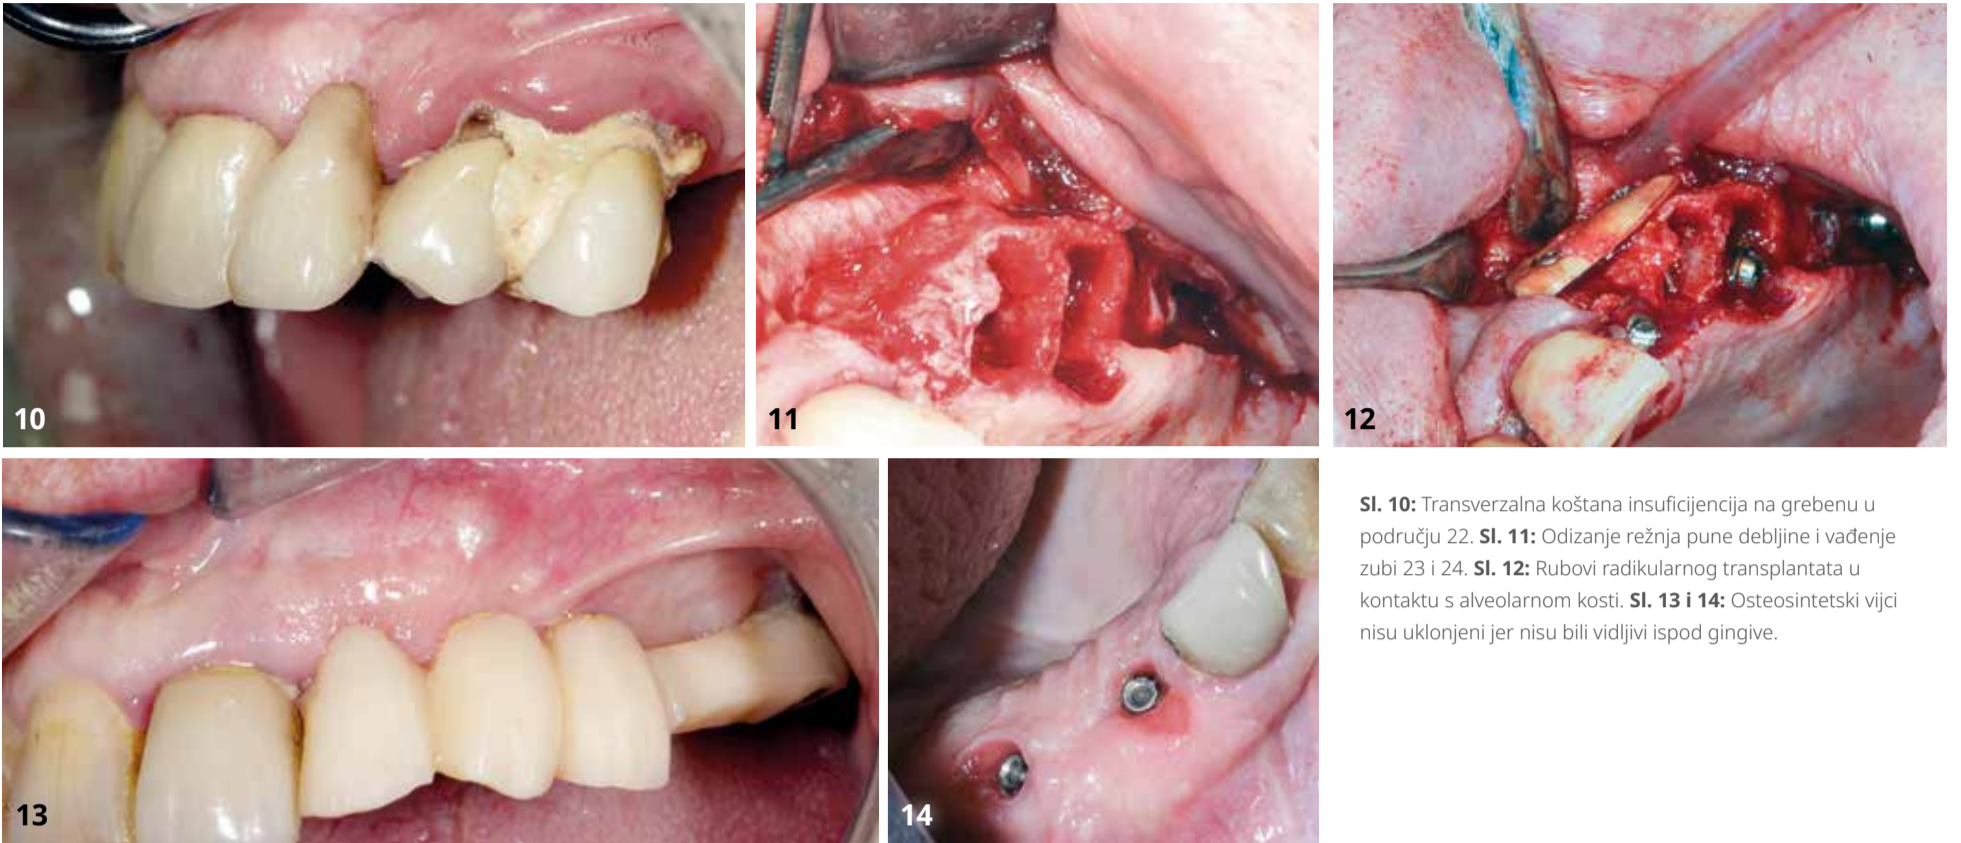 10
11
12
13
14
Sl. 10: Transverzalna koštana insuficijencija na grebenu u
području 22. Sl. 11: Odizanje režnja pune debljine i vađenje
zubi 23 i 24. Sl. 12: Rubovi radikularnog transplantata u
kontaktu s alveolarnom kosti. Sl. 13 i 14: Osteosintetski vijci
nisu uklonjeni jer nisu bili vidljivi ispod gingive.